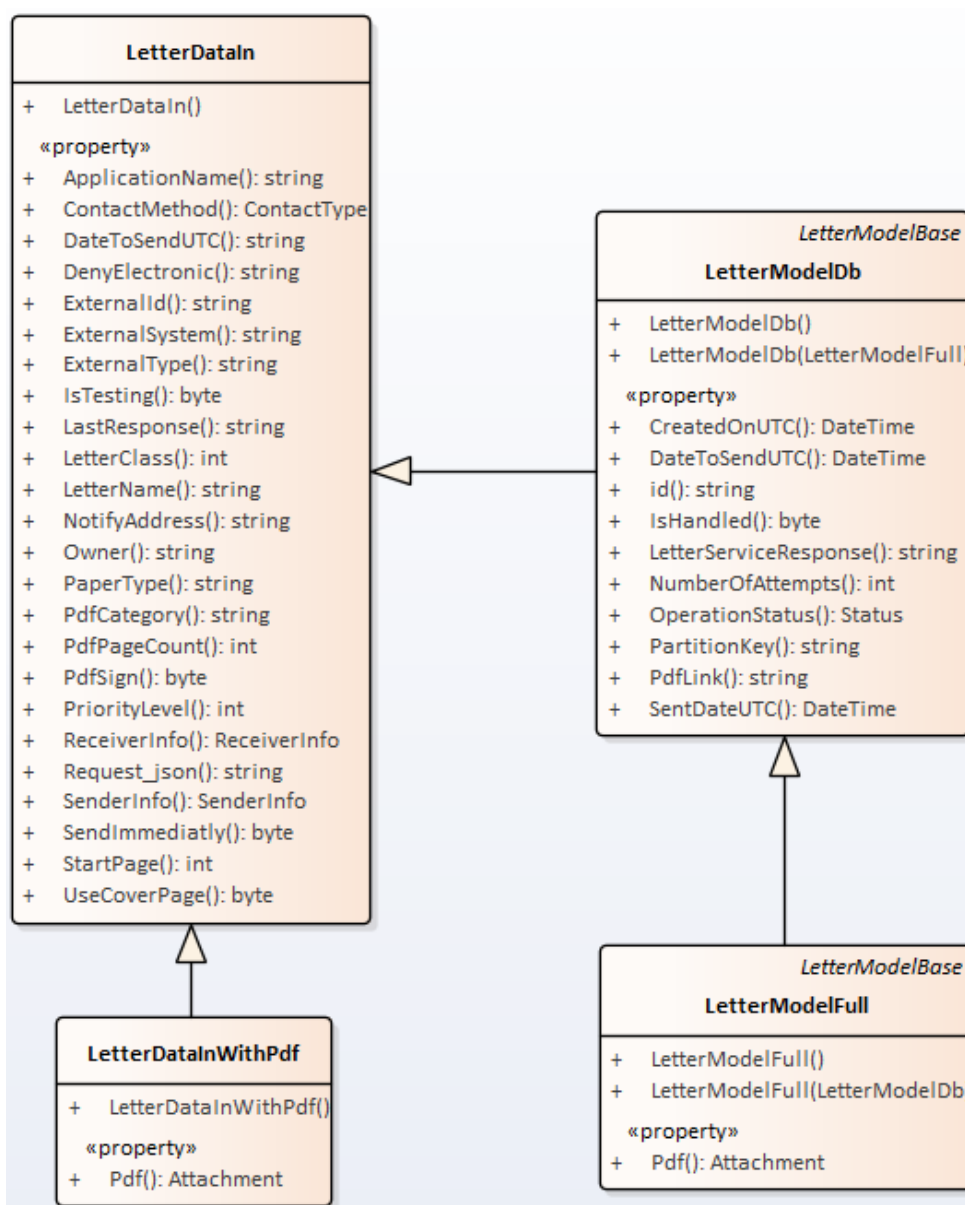 LetterDataIn
+ LetterDataIn()
«property»
+ ApplicationName(): string
+ ContactMethod(): ContactType
+ DateToSendUTC(): string
+ DenyElectronic(): string
+ ExternalId(): string
+ ExternalSystem(): string
+ ExternalType(): string
+ IsTesting(): byte
+ LastResponse(): string
+ LetterClass(): int
+ LetterName(): string
+ NotifyAddress(): string
+ Owner(): string
+ PaperType(): string
+ PdfCategory(): string
+ PdfPageCount(): int
+ PdfSign(): byte
+ PriorityLevel(): int
+ ReceiverInfo(): ReceiverInfo
+ Request_json(): string
+ SenderInfo(): SenderInfo
+ SendImmediatly(): byte
+ StartPage(): int
+ UseCoverPage(): byte
LetterModelBase
LetterModelDb
+ LetterModelDb()
+ LetterModelDb(LetterModelFull)
«property»
+ CreatedOnUTC(): DateTime
+ DateToSendUTC(): DateTime
+ id(): string
+ IsHandled(): byte
+ LetterServiceResponse(): string
+ NumberOfAttempts(): int
+ OperationStatus(): Status
+ PartitionKey(): string
+ PdfLink(): string
+ SentDateUTC(): DateTime
LetterDataInWithPdf
+ LetterDataInWithPdf()
«property»
+ Pdf(): Attachment
LetterModelBase
LetterModelFull
+ LetterModelFull()
+ LetterModelFull(LetterModelDb
«property»
+ Pdf(): Attachment